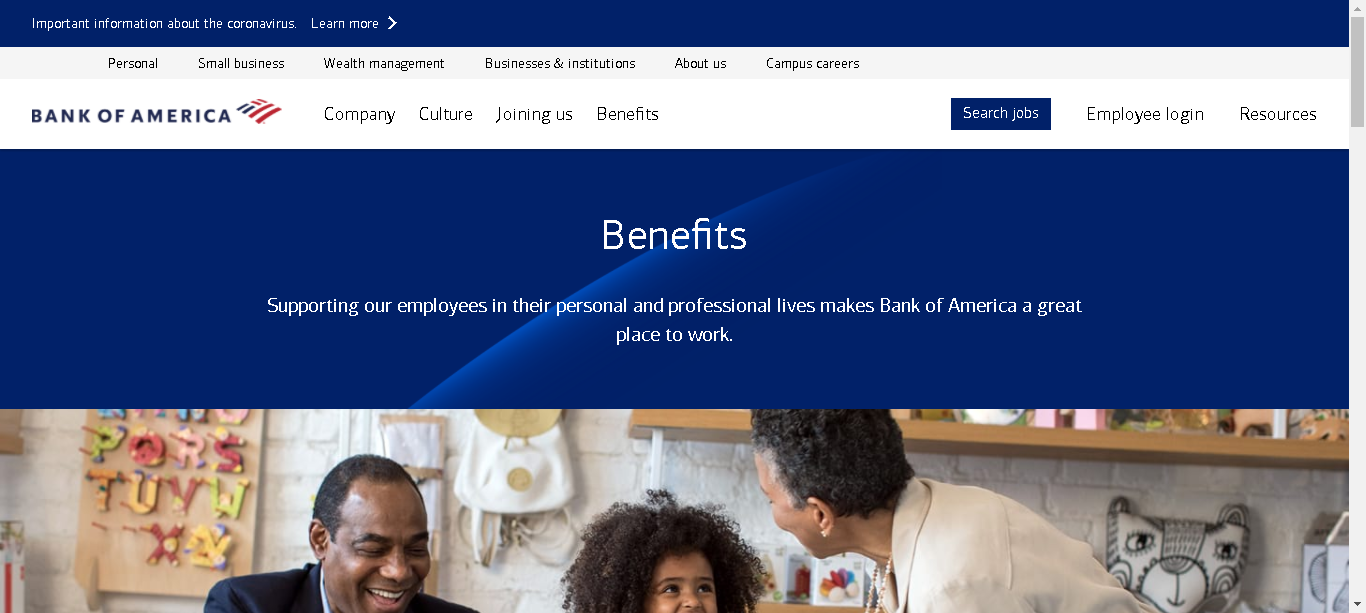 Important information about the coronavirus. Learn more
Personal Small business Wealth management Businesses & institutions About us Campus careers
BANK OF AMERICA Company Culture Joining us Benefits Search jobs Employee login Resources
Benefits
Supporting our employees in their personal and professional lives makes Bank of America a great
place to work.
PQRS
TUVW
X&